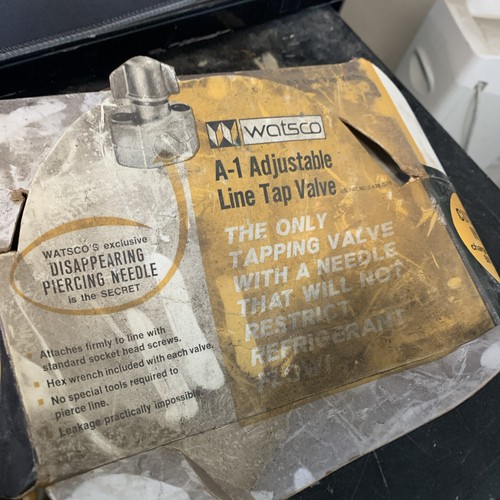 watsco
A-1 Adjustable
Line Tap Valve
THE ONLY
TAPPING VALVE
WITH A NEEDLE
THAT WILL NOT
RESTRICT
REFRIGERANT
WATSCO'S exclusive
DISAPPEARING
PIERCING NEEDLE
is the SECRET
Attaches firmly to line with
standard socket head screws.
Hex wrench included with each valve.
No special tools required to
pierce line.
Leakage practically impossible